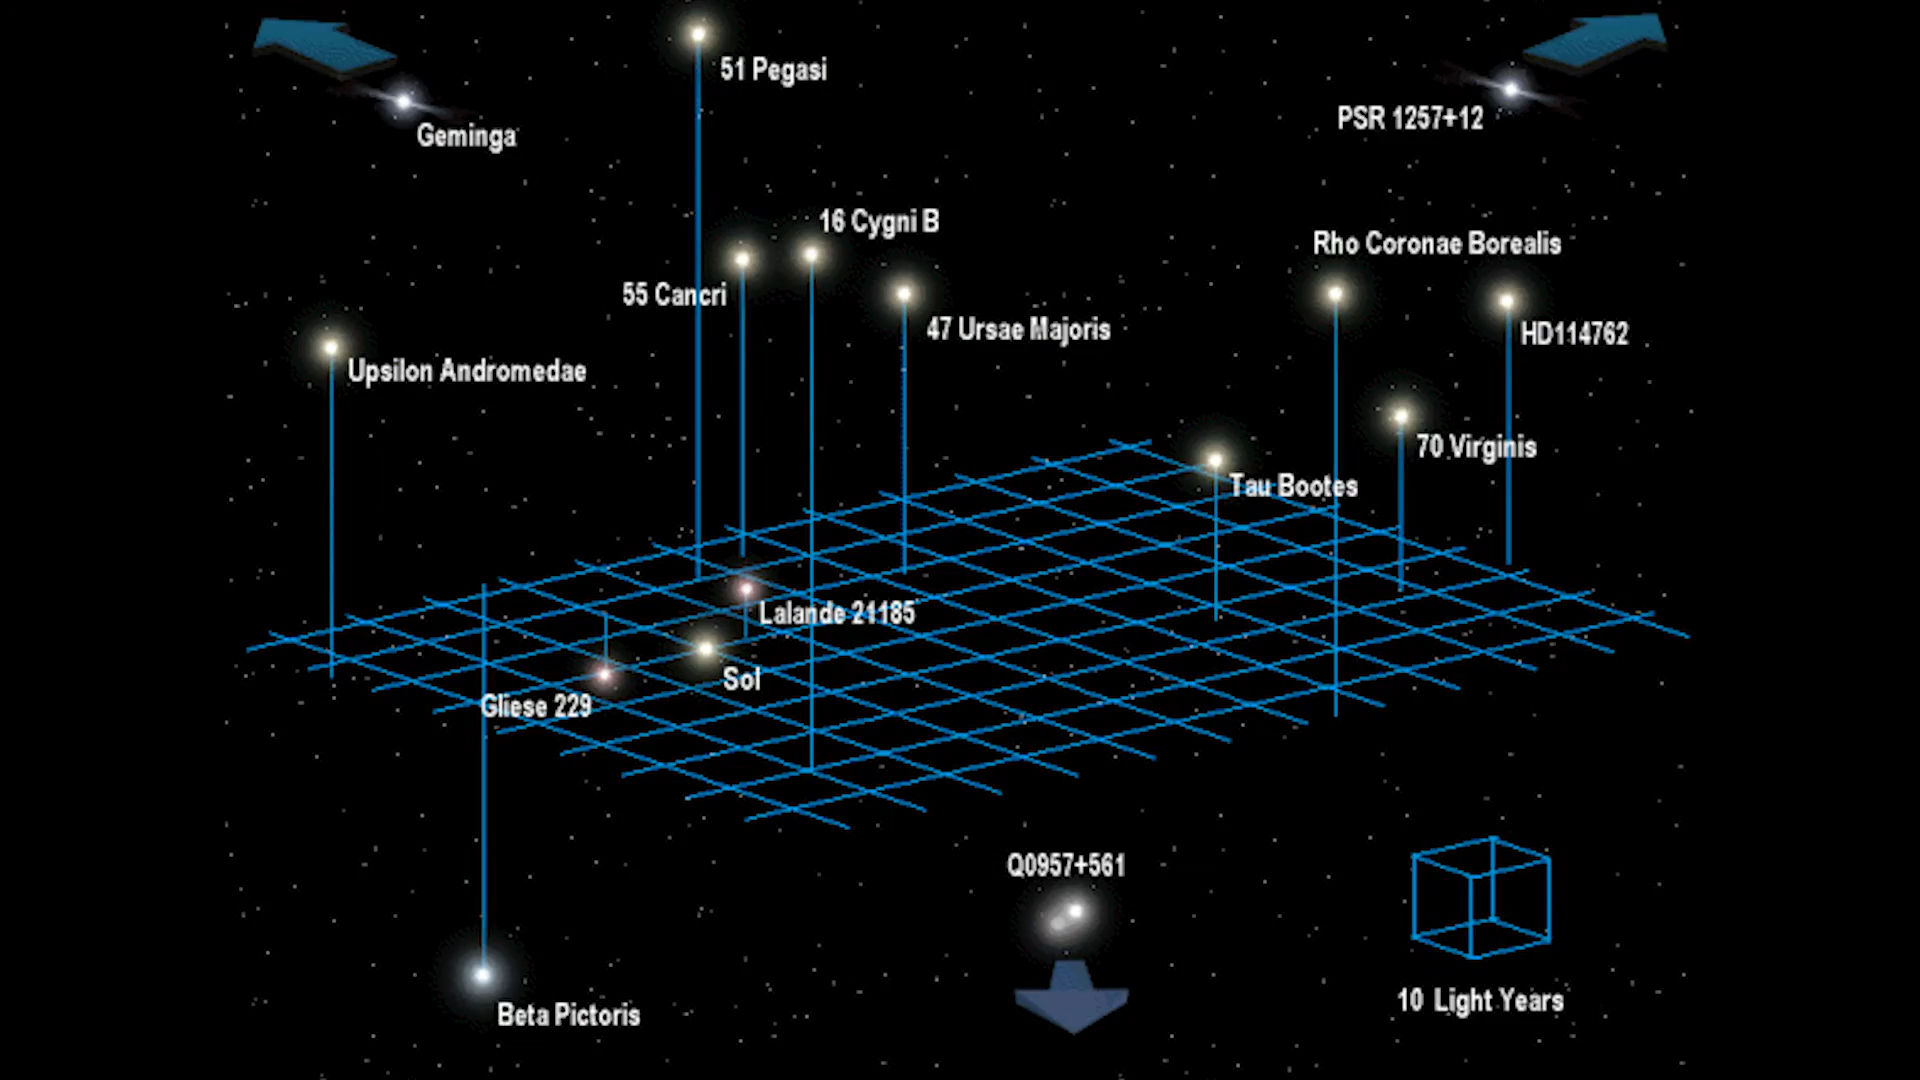 51 Pegasi
Geminga
PSR 1257+12
16 Cygni B
Rho Coronae Borealis
55 Cancri
47 Ursae Majoris
HD114762
Upsilon Andromedae
70 Virginis
Tau Bootes
Lalande 21185
Sol
Gliese 229
Q0957+561
10 Light Years
Beta Pictoris